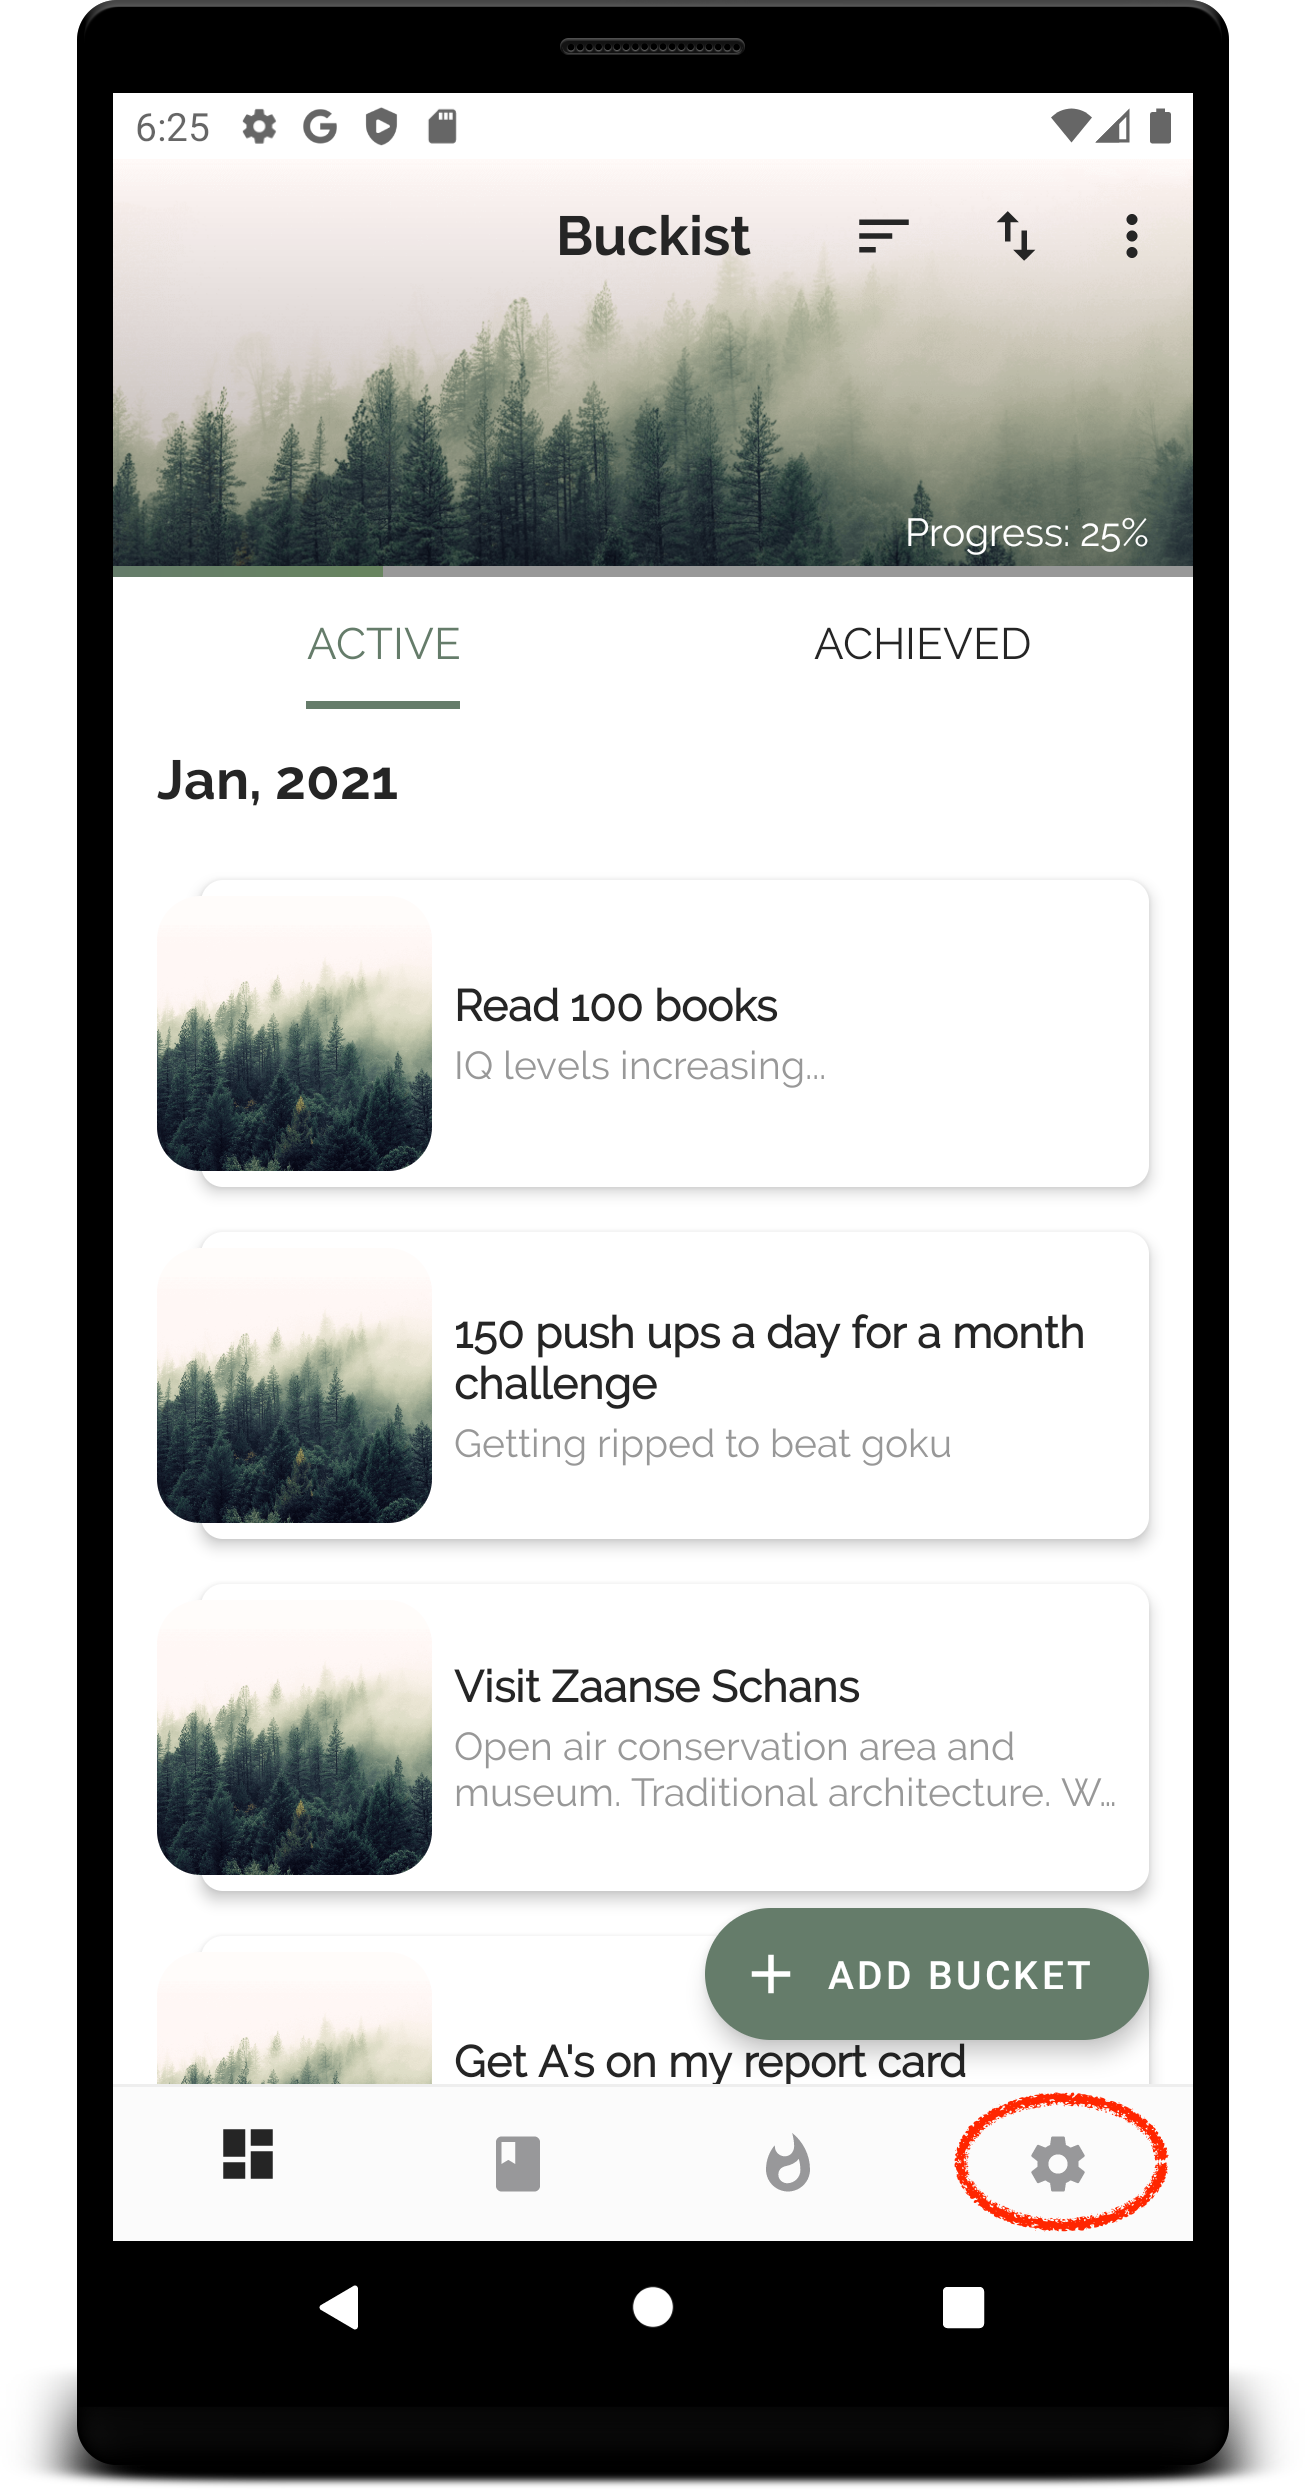 6:25
Buckist
Progress: 25%
ACTIVE
ACHIEVED
Jan, 2021
Read 100 books
IQ levels increasing...
150 push ups a day for a month
challenge
Getting ripped to beat goku
Visit Zaanse Schans
Open air conservation area and
museum. Traditional architecture. W...
ADD BUCKET
Get A's on my report card